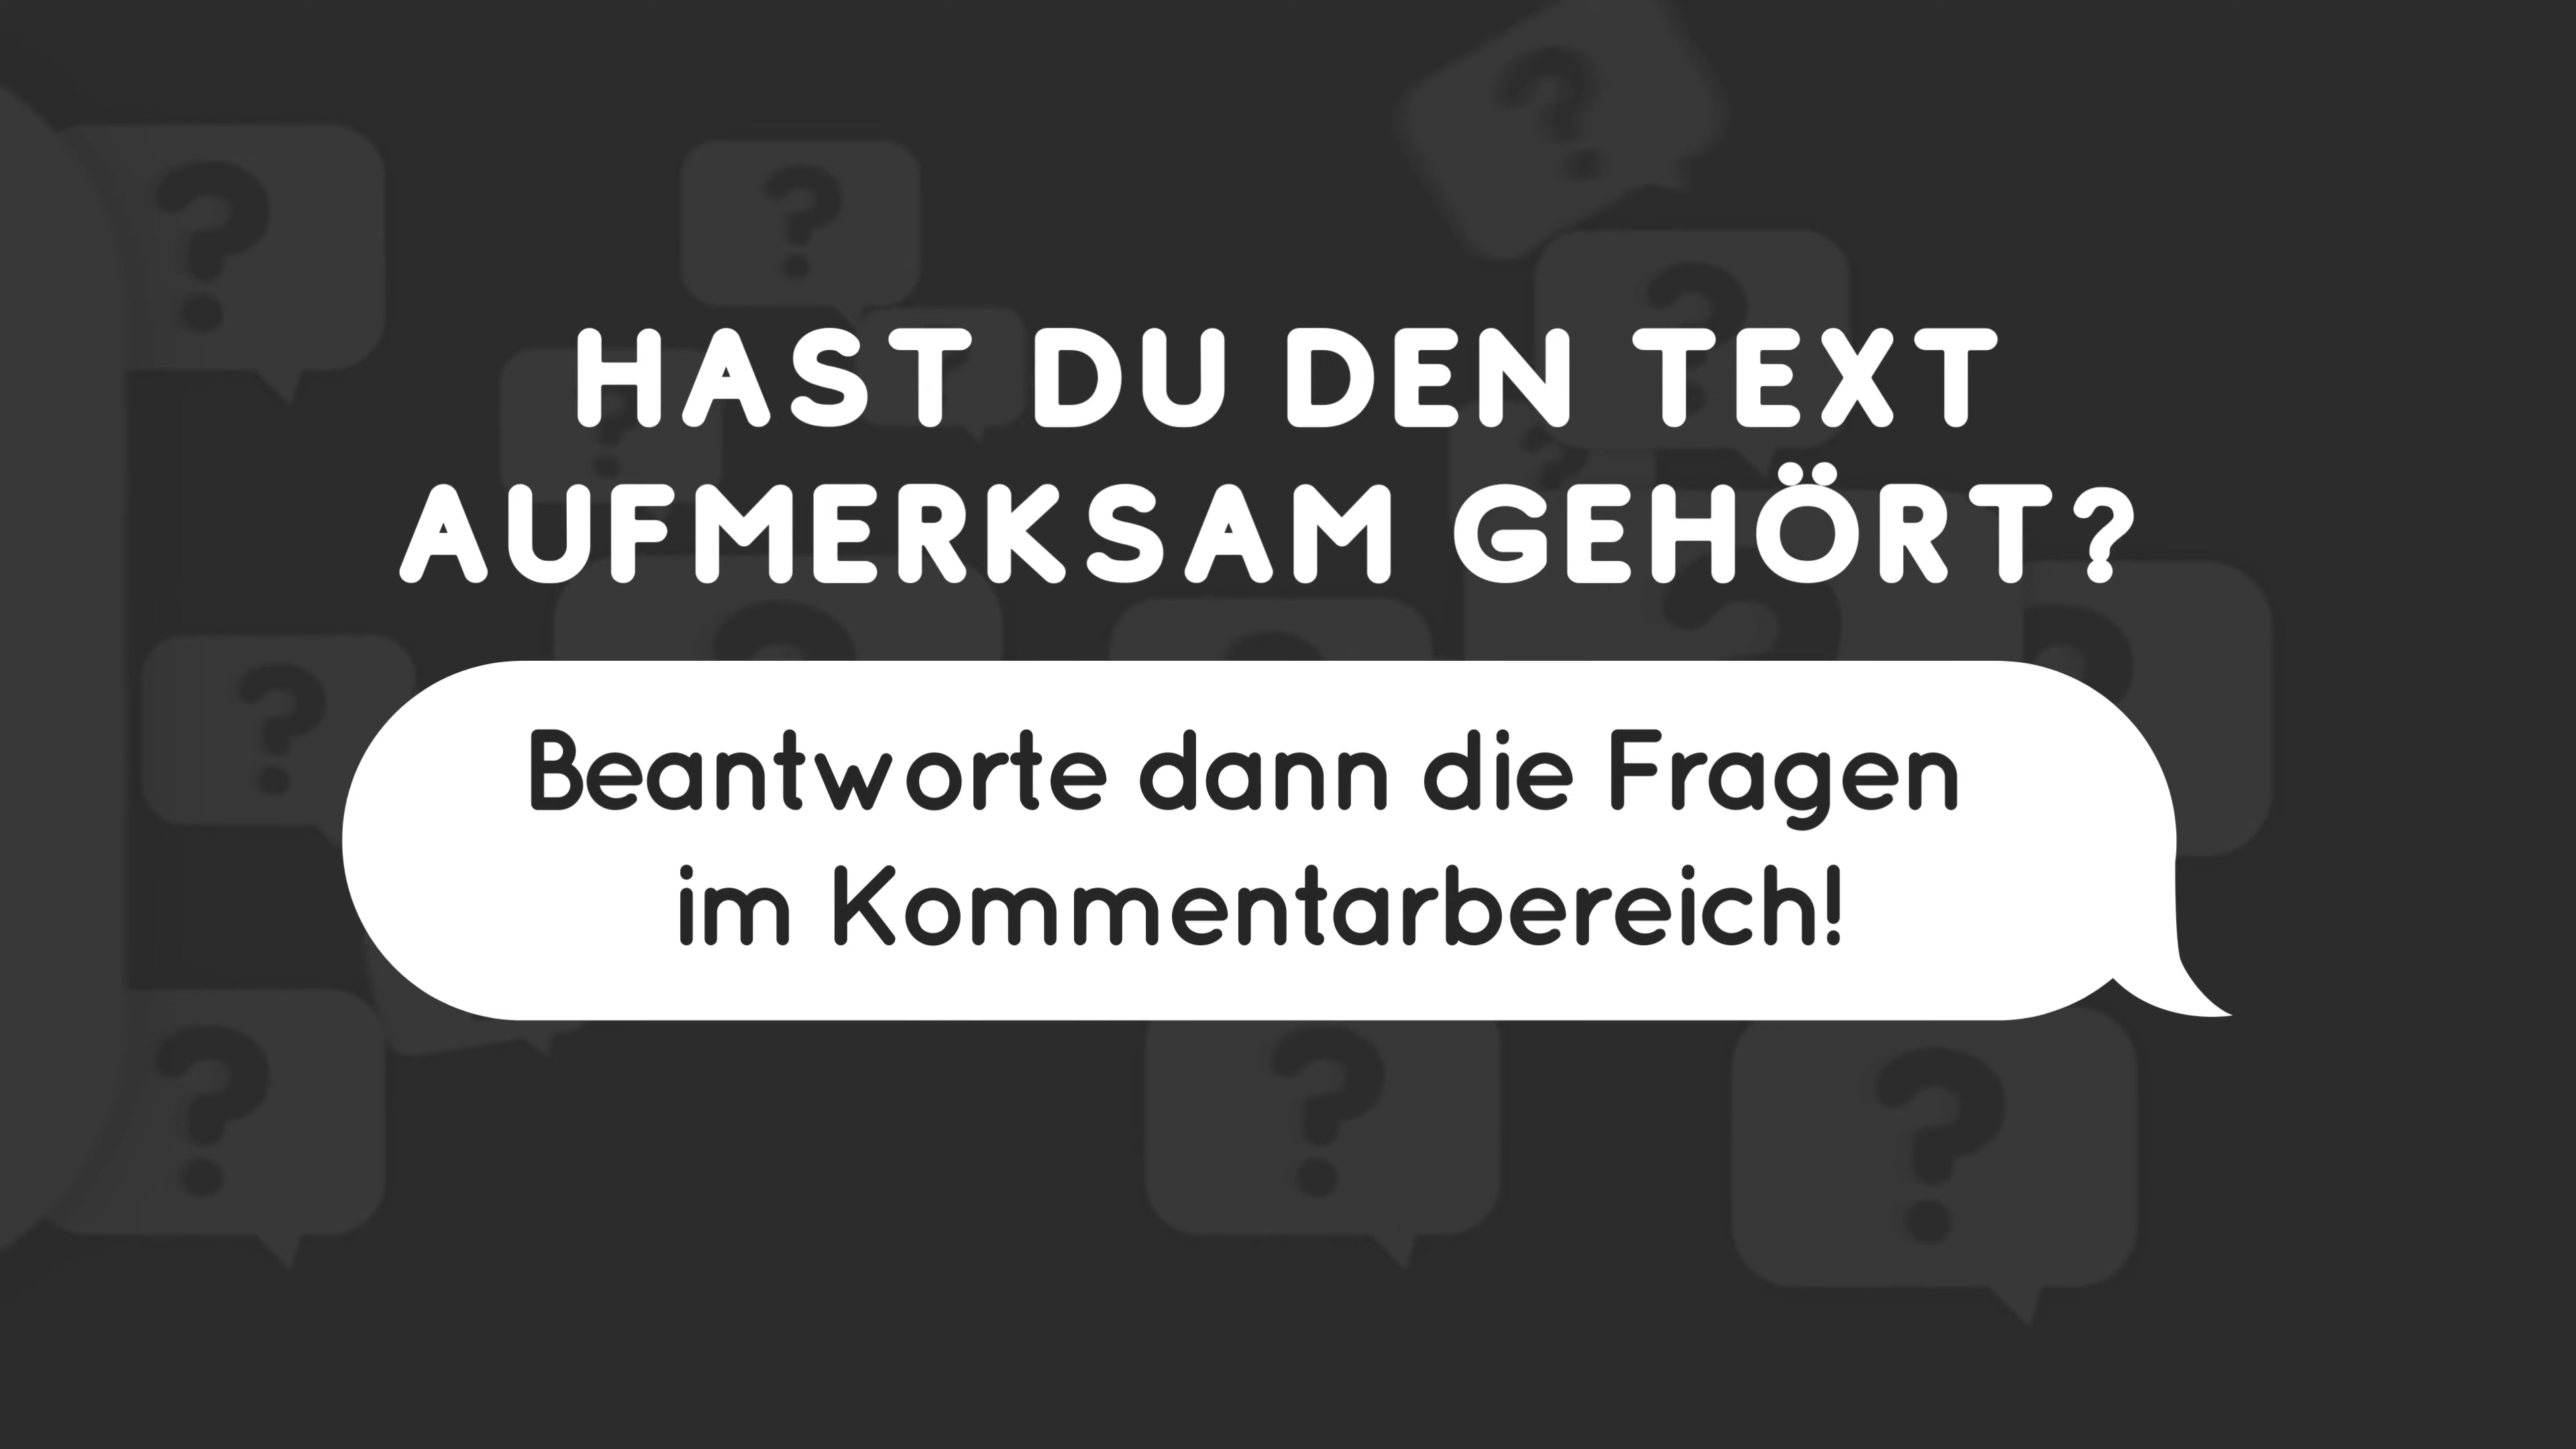 HAST DU DEN TEXT
AUFMERKSAM GEHÖRT?
Beantworte dann die Fragen
im Kommentarbereich!